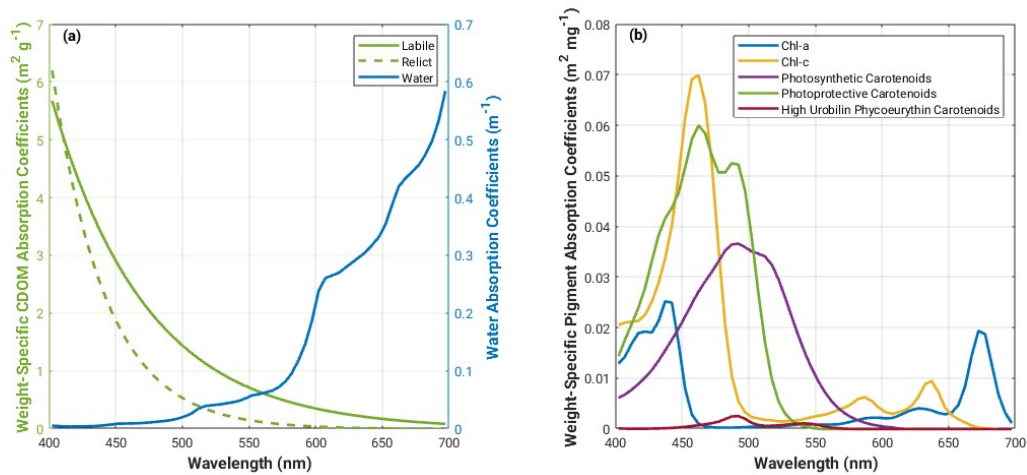 (a)
Labile
Relict
Water
Weight-Specific CDOM Absorption Coefficients (m² g⁻¹)
7
6
5
4
3
2
1
0
Water Absorption Coefficients (m⁻¹)
0.7
0.6
0.5
0.4
0.3
0.2
0.1
0
400 450 500 550 600 650 700
Wavelength (nm)
(b)
Chl-a
Chl-c
Photosynthetic Carotenoids
Photoprotective Carotenoids
High Urobilin Phycoeurythin Carotenoids
Weight-Specific Pigment Absorption Coefficients (m² mg⁻¹)
0.08
0.07
0.06
0.05
0.04
0.03
0.02
0.01
0
400 450 500 550 600 650 700
Wavelength (nm)